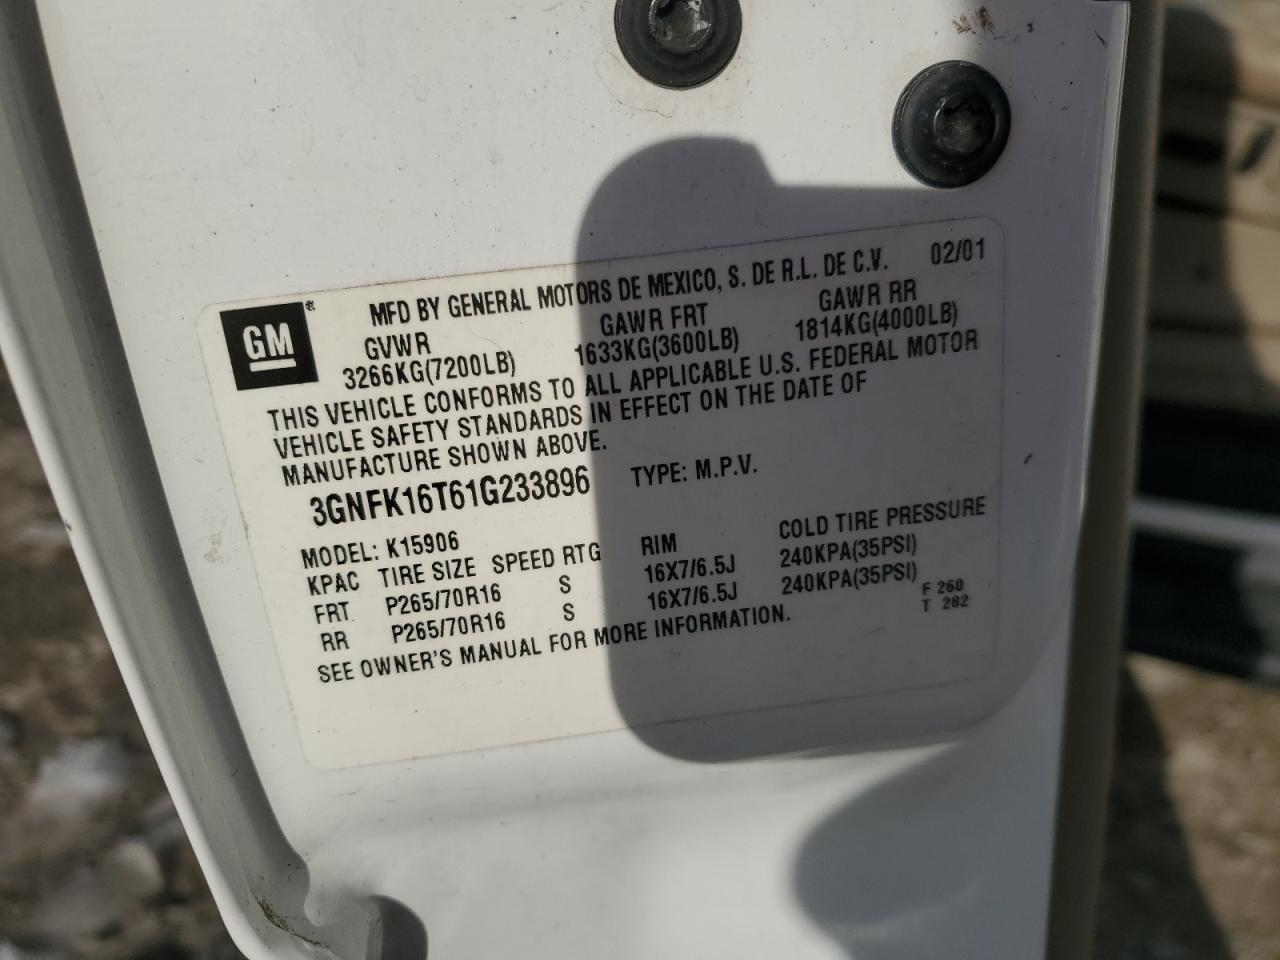 GM® MFD BY GENERAL MOTORS DE MEXICO, S. DE R.L. DE C.V. 02/01
GVWR GAWR FRT GAWR RR
3266KG(7200LB) 1633KG(3600LB) 1814KG(4000LB)
THIS VEHICLE CONFORMS TO ALL APPLICABLE U.S. FEDERAL MOTOR
VEHICLE SAFETY STANDARDS IN EFFECT ON THE DATE OF
MANUFACTURE SHOWN ABOVE.
3GNFK16T61G233896 TYPE: M.P.V.
MODEL: K15906
KPAC TIRE SIZE SPEED RTG RIM COLD TIRE PRESSURE
FRT P265/70R16 S 16X7/6.5J 240KPA(35PSI)
RR P265/70R16 S 16X7/6.5J 240KPA(35PSI)
SEE OWNER'S MANUAL FOR MORE INFORMATION.
F 260
T 282